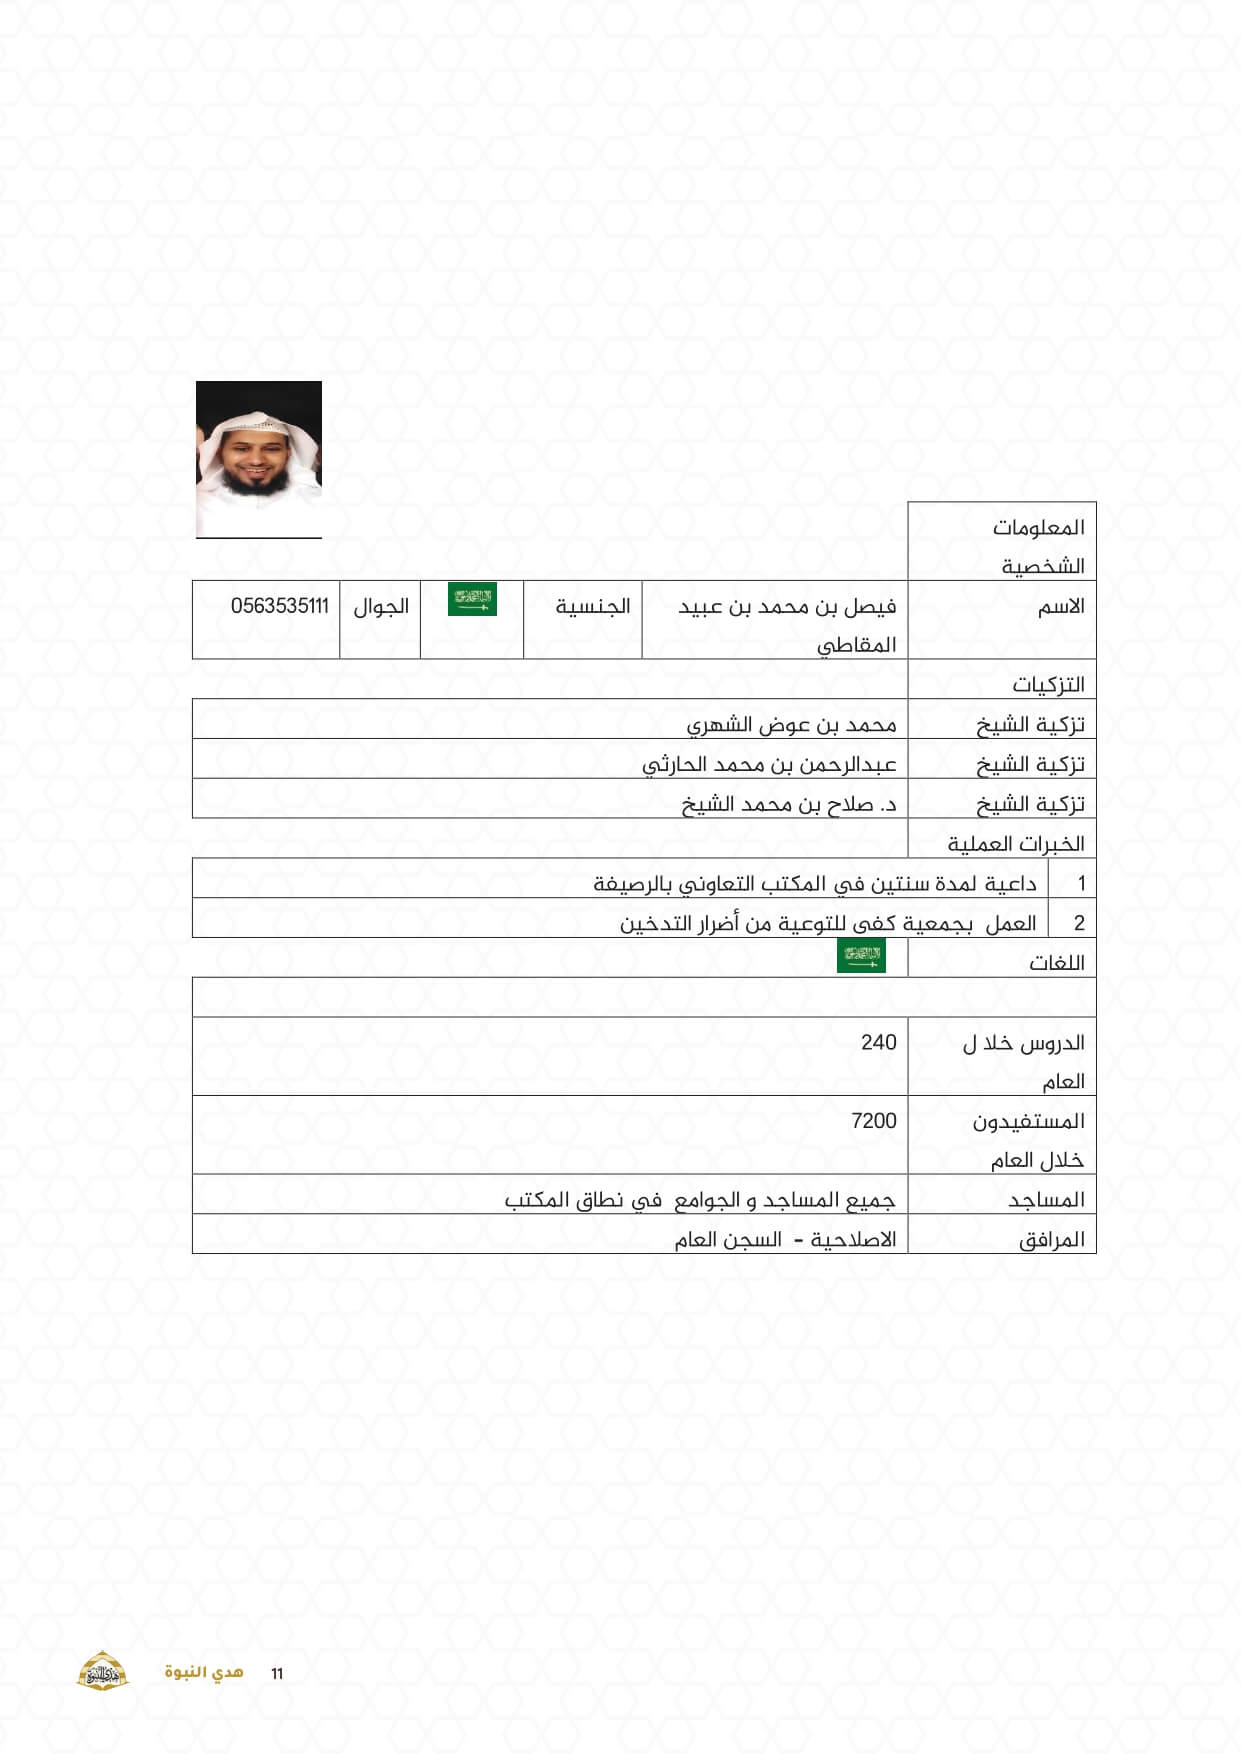 المعلومات
الشخصية
الاسم
فيصل بن محمد بن عبيد
المقاطي
الجنسية
الجوال
0563535111
التزكيات
تزكية الشيخ محمد بن عوض الشهري
تزكية الشيخ عبدالرحمن بن محمد الحارثي
تزكية الشيخ د. صلاح بن محمد الشيخ
الخبرات العملية
1 داعية لمدة سنتين في المكتب التعاوني بالرصيفة
2 العمل بجمعية كفى للتوعية من أضرار التدخين
اللغات
الدروس خلا ل
العام
240
المستفيدون
خلال العام
7200
المساجد جميع المساجد و الجوامع في نطاق المكتب
المرافق الاصلاحية - السجن العام
11 هدي النبوة
هدي النبوة